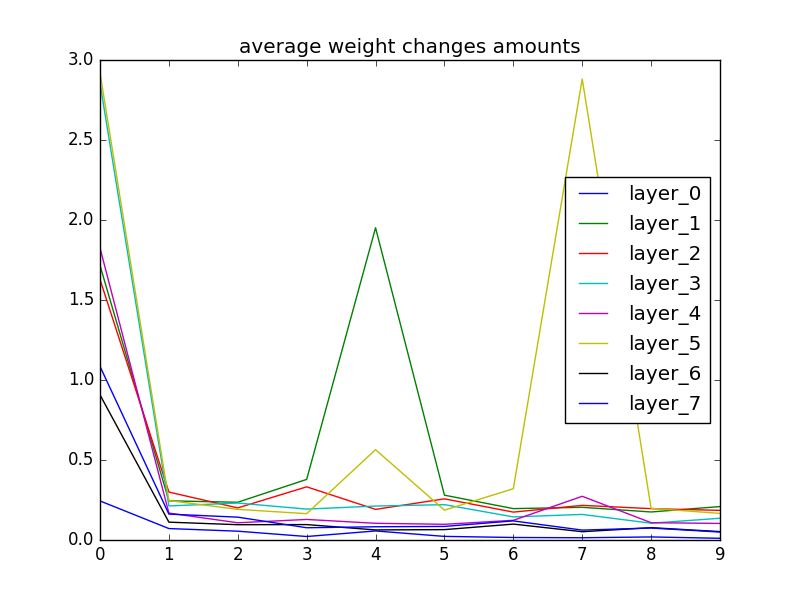 average weight changes amounts
3.0
2.5
2.0
1.5
1.0
0.5
0.0
0 1 2 3 4 5 6 7 8 9
layer_0
layer_1
layer_2
layer_3
layer_4
layer_5
layer_6
layer_7